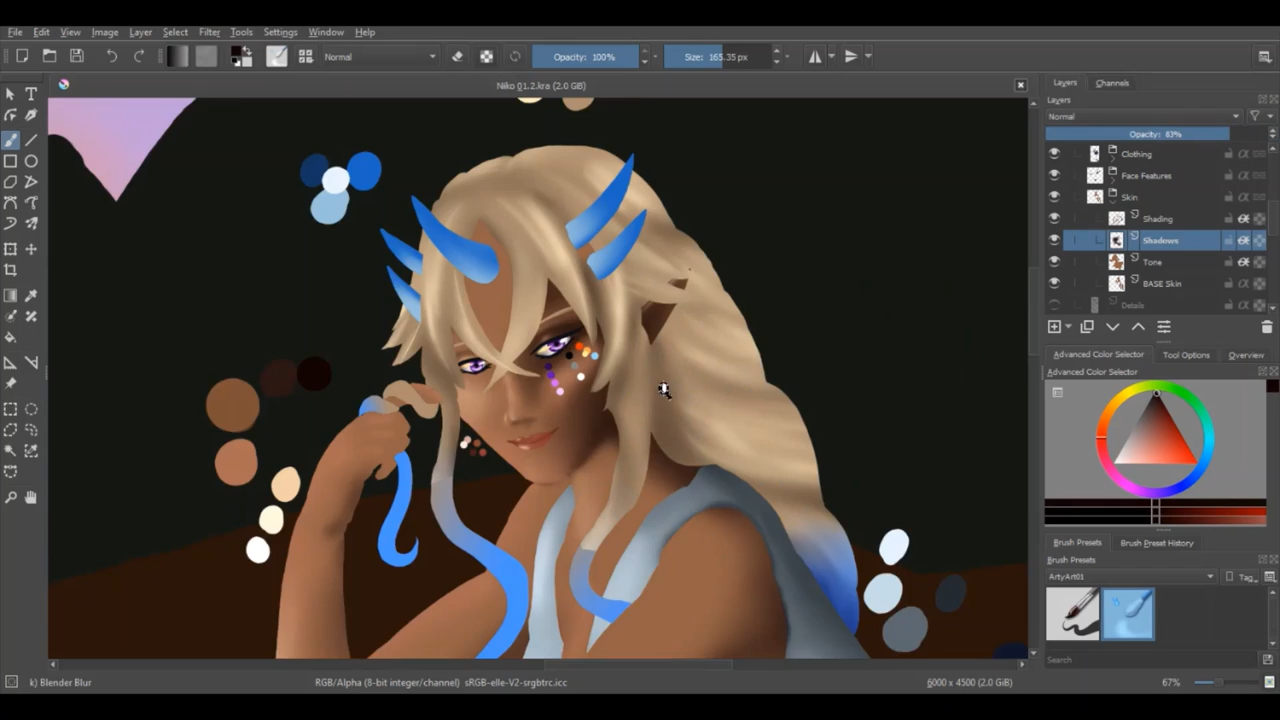 File Edit View Image Layer Select Filter Tools Settings Window Help
Normal Opacity: 100% Size: 165.35 px
Niko 01.2.kra (2.0 GiB)
Layers Channels
Layers
Normal
Opacity: 83%
Clothing
Face Features
Skin
Shading
Shadows
Tone
BASE Skin
Details
Advanced Color Selector Tool Options Overview
Advanced Color Selector
Brush Presets Brush Preset History
Brush Presets
ArtyArt01 Tag
Search
k) Blender Blur RGB/Alpha (8-bit integer/channel) sRGB-elle-V2-srgbtrc.icc 6000 x 4500 (2.0 GiB) 67%